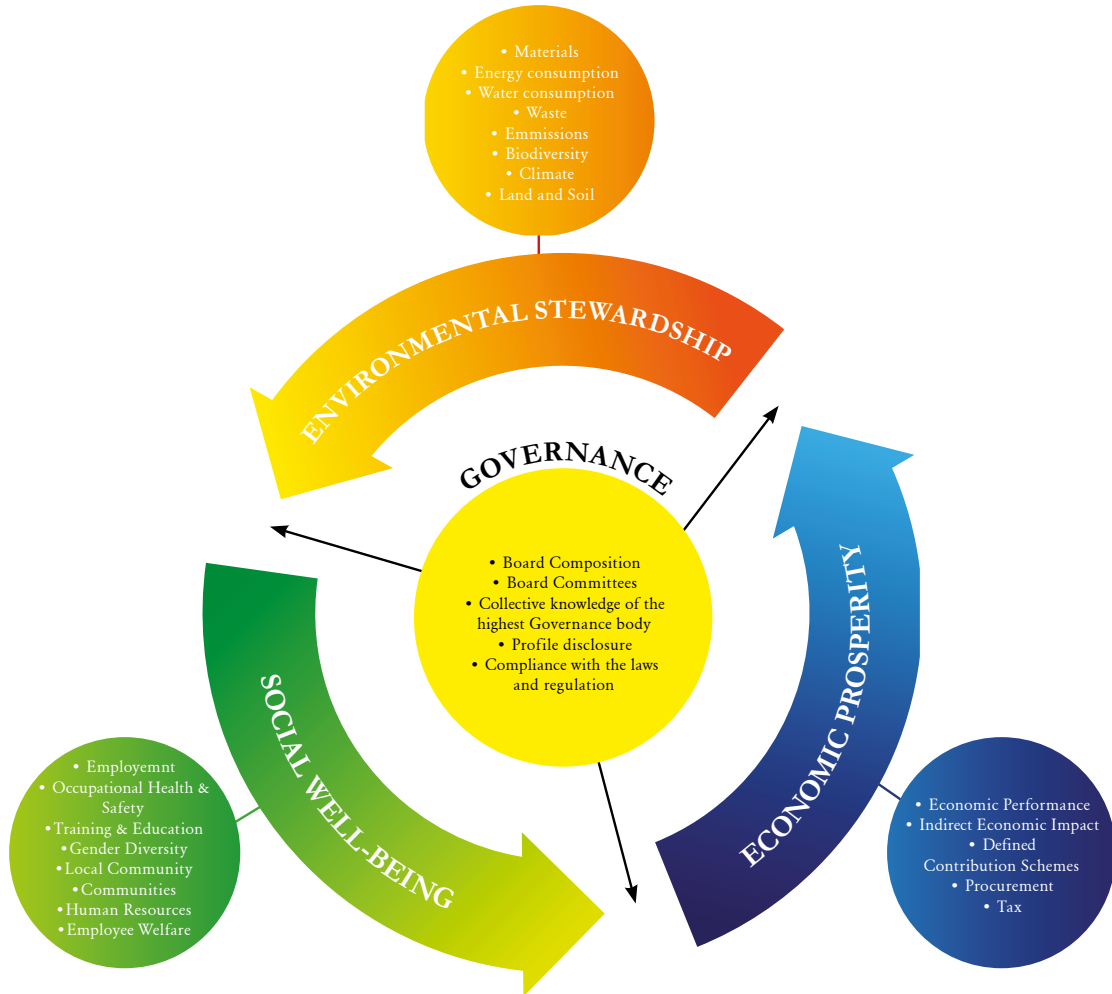 • Materials
• Energy consumption
• Water consumption
• Waste
• Emmissions
• Biodiversity
• Climate
• Land and Soil
ENVIRONMENTAL STEWARDSHIP
GOVERNANCE
• Board Composition
• Board Committees
• Collective knowledge of the
highest Governance body
• Profile disclosure
• Compliance with the laws
and regulation
SOCIAL WELL-BEING
• Employemnt
• Occupational Health &
Safety
• Training & Education
• Gender Diversity
• Local Community
• Communities
• Human Resources
• Employee Welfare
ECONOMIC PROSPERITY
• Economic Performance
• Indirect Economic Impact
• Defined
Contribution Schemes
• Procurement
• Tax